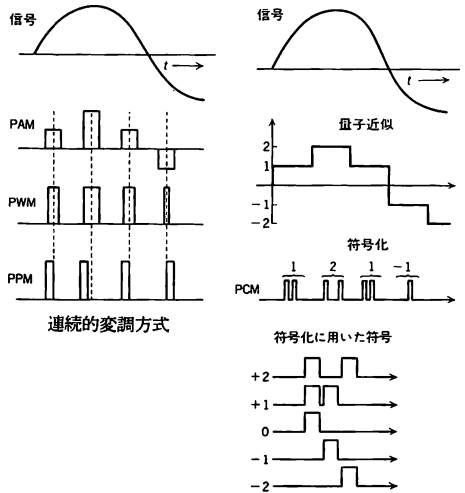 信号
t
PAM
PWM
PPM
連続的変調方式
信号
t
量子近似
2
1
-1
-2
符号化
1 2 1 -1
PCM
符号化に用いた符号
+2
+1
0
-1
-2